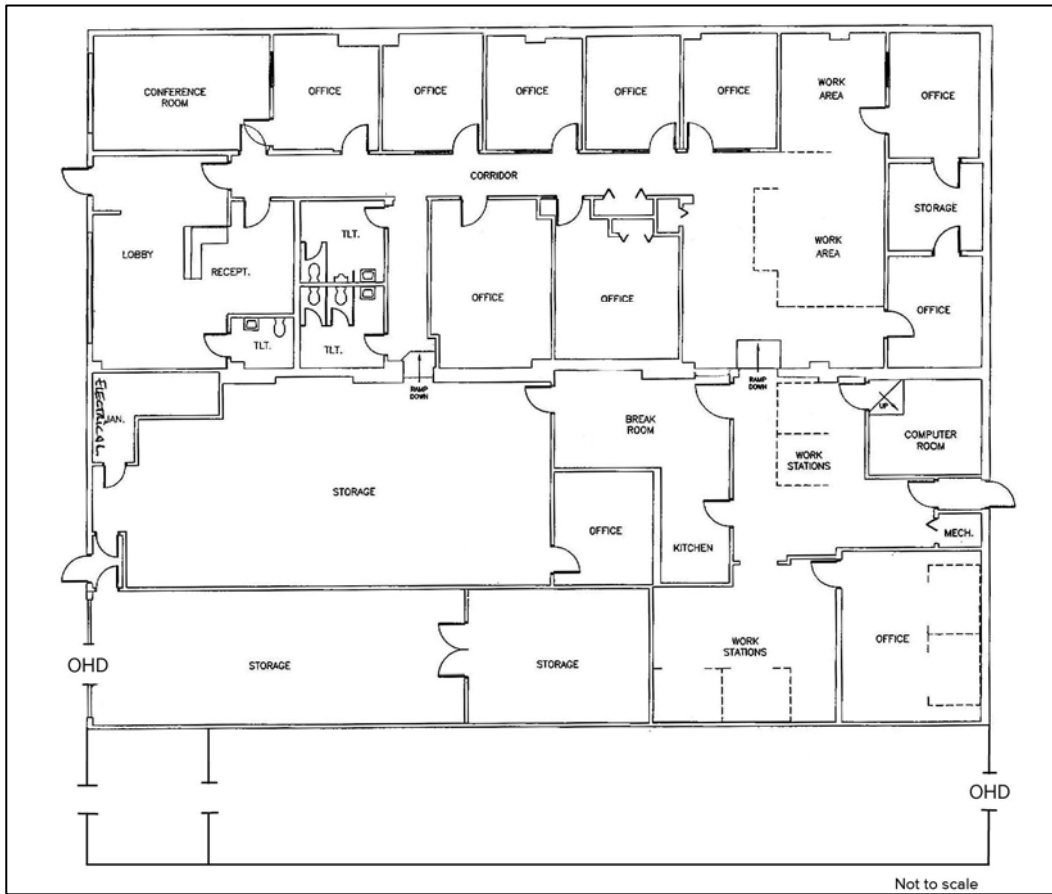 CONFERENCE
ROOM
OFFICE
OFFICE
OFFICE
OFFICE
OFFICE
WORK
AREA
OFFICE
CORRIDOR
STORAGE
LOBBY
RECEPT.
TLT.
TLT.
TLT.
OFFICE
OFFICE
WORK
AREA
OFFICE
ELECTRICAL
JAN.
RAMP
DOWN
RAMP
DOWN
UP
BREAK
ROOM
COMPUTER
ROOM
WORK
STATIONS
STORAGE
OFFICE
KITCHEN
MECH.
OHD
STORAGE
STORAGE
WORK
STATIONS
OFFICE
OHD
Not to scale